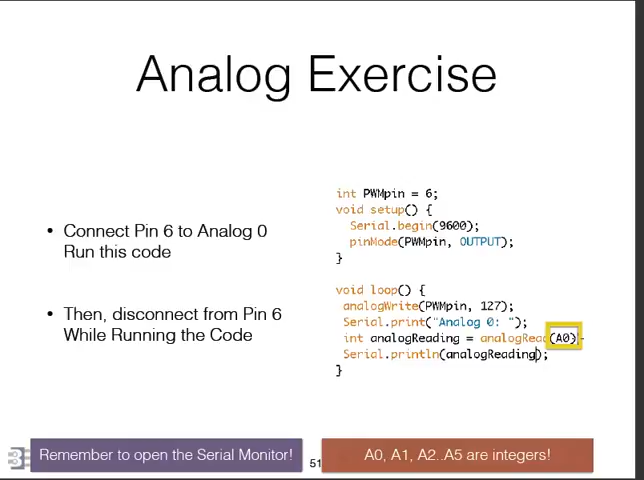 Analog Exercise
• Connect Pin 6 to Analog 0
Run this code
• Then, disconnect from Pin 6
While Running the Code
int PWMpin = 6;
void setup() {
Serial.begin(9600);
pinMode(PWMpin, OUTPUT);
}
void loop() {
analogWrite(PWMpin, 127);
Serial.print("Analog 0: ");
int analogReading = analogRead(A0)
Serial.println(analogReading);
}
Remember to open the Serial Monitor!
51
A0, A1, A2..A5 are integers!